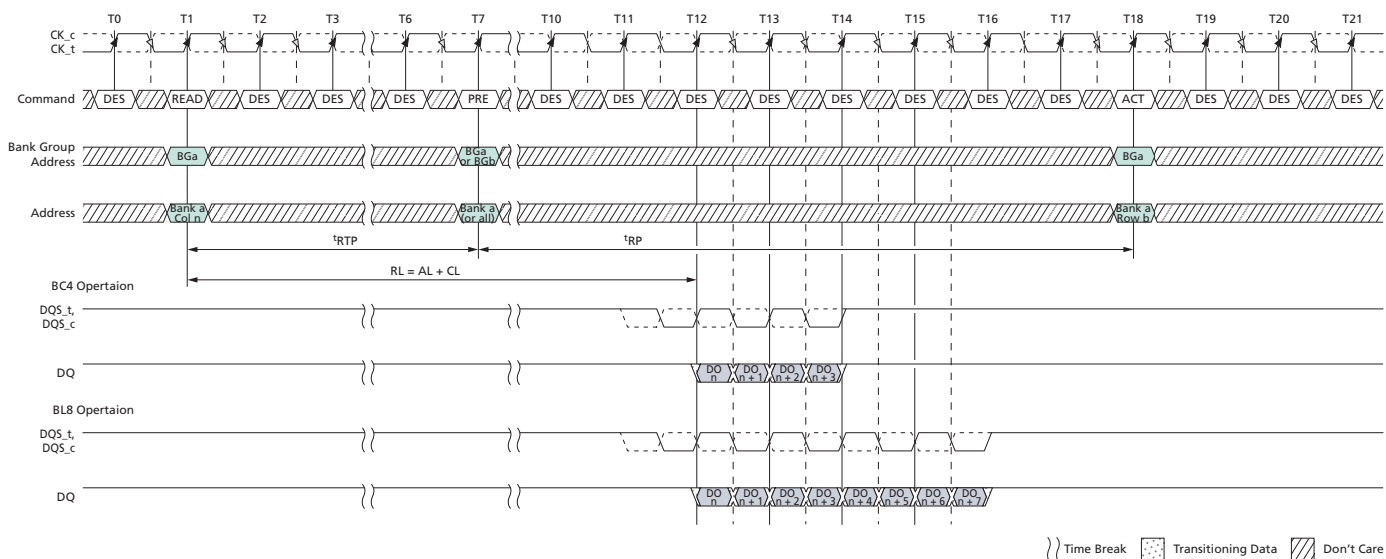 T0 T1 T2 T3 T6 T7 T10 T11 T12 T13 T14 T15 T16 T17 T18 T19 T20 T21
CK_c
CK_t
Command DES READ DES DES DES PRE DES DES DES DES DES DES DES DES ACT DES DES DES
Bank Group
Address
BGa
BGa
or BGb
BGa
Address
Bank a
Col n
Bank a
(or all)
Bank a
Row b
tRTP
tRP
RL = AL + CL
BC4 Opertaion
DQS_t,
DQS_c
DQ
DO
n
DO
n + 1
DO
n + 2
DO
n + 3
BL8 Opertaion
DQS_t,
DQS_c
DQ
DO
n
DO
n + 1
DO
n + 2
DO
n + 3
DO
n + 4
DO
n + 5
DO
n + 6
DO
n + 7
Time Break Transitioning Data Don't Care